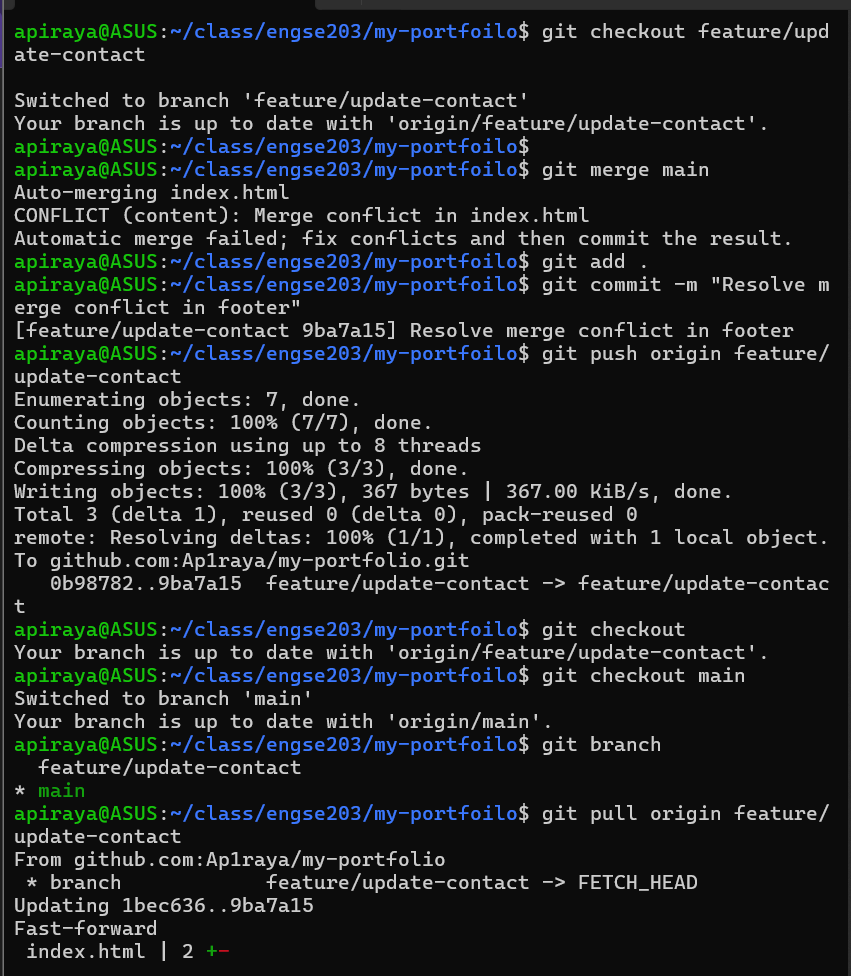 apiraya@ASUS:~/class/engse203/my-portfoilo$ git checkout feature/upd
ate-contact
Switched to branch 'feature/update-contact'
Your branch is up to date with 'origin/feature/update-contact'.
apiraya@ASUS:~/class/engse203/my-portfoilo$
apiraya@ASUS:~/class/engse203/my-portfoilo$ git merge main
Auto-merging index.html
CONFLICT (content): Merge conflict in index.html
Automatic merge failed; fix conflicts and then commit the result.
apiraya@ASUS:~/class/engse203/my-portfoilo$ git add .
apiraya@ASUS:~/class/engse203/my-portfoilo$ git commit -m "Resolve m
erge conflict in footer"
[feature/update-contact 9ba7a15] Resolve merge conflict in footer
apiraya@ASUS:~/class/engse203/my-portfoilo$ git push origin feature/
update-contact
Enumerating objects: 7, done.
Counting objects: 100% (7/7), done.
Delta compression using up to 8 threads
Compressing objects: 100% (3/3), done.
Writing objects: 100% (3/3), 367 bytes | 367.00 KiB/s, done.
Total 3 (delta 1), reused 0 (delta 0), pack-reused 0
remote: Resolving deltas: 100% (1/1), completed with 1 local object.
To github.com:Ap1raya/my-portfolio.git
   0b98782..9ba7a15  feature/update-contact -> feature/update-contac
t
apiraya@ASUS:~/class/engse203/my-portfoilo$ git checkout
Your branch is up to date with 'origin/feature/update-contact'.
apiraya@ASUS:~/class/engse203/my-portfoilo$ git checkout main
Switched to branch 'main'
Your branch is up to date with 'origin/main'.
apiraya@ASUS:~/class/engse203/my-portfoilo$ git branch
  feature/update-contact
* main
apiraya@ASUS:~/class/engse203/my-portfoilo$ git pull origin feature/
update-contact
From github.com:Ap1raya/my-portfolio
 * branch            feature/update-contact -> FETCH_HEAD
Updating 1bec636..9ba7a15
Fast-forward
 index.html | 2 +-